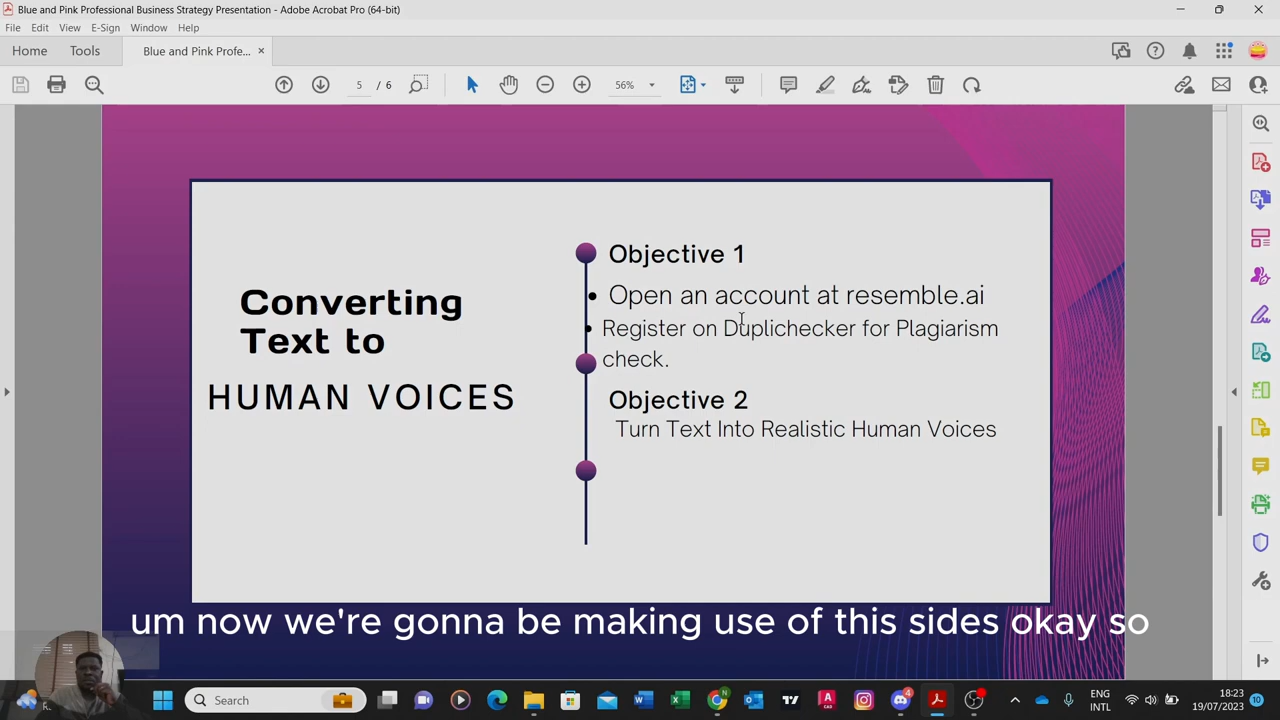 Blue and Pink Professional Business Strategy Presentation - Adobe Acrobat Pro (64-bit)
File Edit View E-Sign Window Help
Home Tools Blue and Pink Profe...
5 / 6 56%
Converting
Text to
HUMAN VOICES
Objective 1
• Open an account at resemble.ai
• Register on Duplichecker for Plagiarism
check.
Objective 2
Turn Text Into Realistic Human Voices
um now we're gonna be making use of this sides okay so
Search
ENG
INTL
18:23
19/07/2023